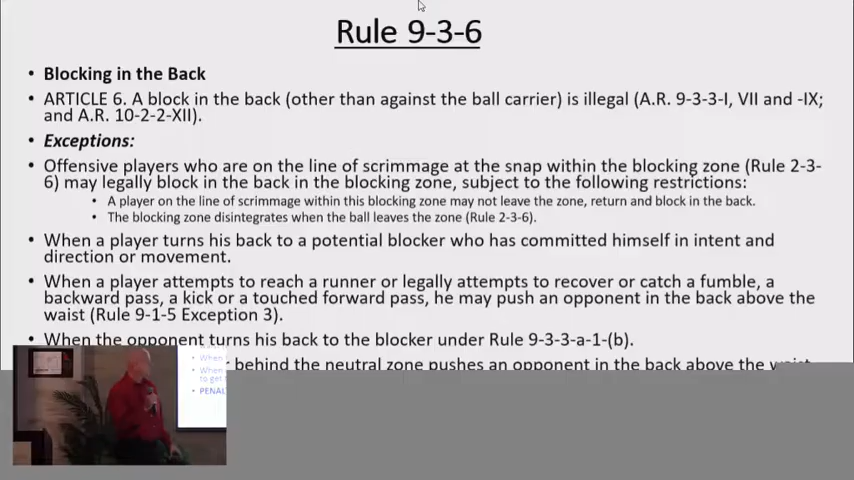 Rule 9-3-6
• Blocking in the Back
• ARTICLE 6. A block in the back (other than against the ball carrier) is illegal (A.R. 9-3-3-I, VII and -IX;
and A.R. 10-2-2-XII).
• Exceptions:
• Offensive players who are on the line of scrimmage at the snap within the blocking zone (Rule 2-3-
6) may legally block in the back in the blocking zone, subject to the following restrictions:
• A player on the line of scrimmage within this blocking zone may not leave the zone, return and block in the back.
• The blocking zone disintegrates when the ball leaves the zone (Rule 2-3-6).
• When a player turns his back to a potential blocker who has committed himself in intent and
direction or movement.
• When a player attempts to reach a runner or legally attempts to recover or catch a fumble, a
backward pass, a kick or a touched forward pass, he may push an opponent in the back above the
waist (Rule 9-1-5 Exception 3).
• When the opponent turns his back to the blocker under Rule 9-3-3-a-1-(b).
behind the neutral zone pushes an opponent in the back above the waist
• When
• When
to get
• PENAL